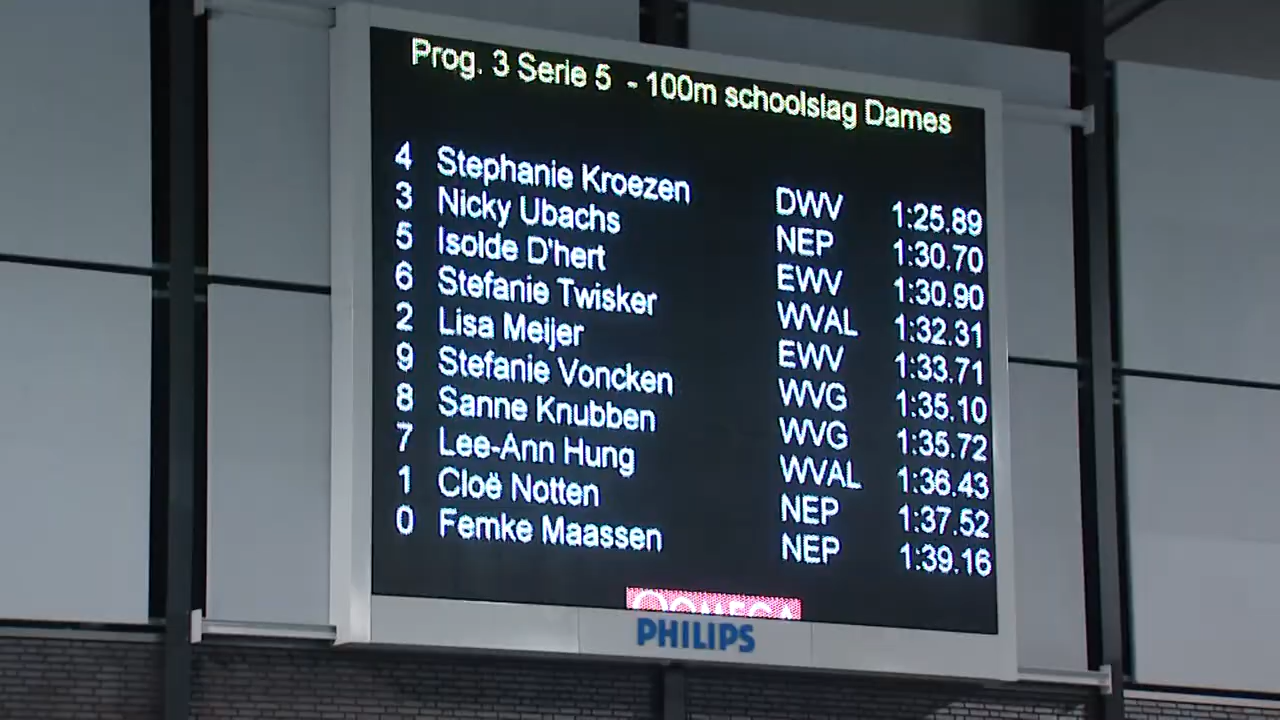 Prog. 3 Serie 5 - 100m schoolslag Dames
4 Stephanie Kroezen DWV 1:25.89
3 Nicky Ubachs NEP 1:30.70
5 Isolde D'hert EWV 1:30.90
6 Stefanie Twisker WVAL 1:32.31
2 Lisa Meijer EWV 1:33.71
9 Stefanie Voncken WVG 1:35.10
8 Sanne Knubben WVG 1:35.72
7 Lee-Ann Hung WVAL 1:36.43
1 Cloë Notten NEP 1:37.52
0 Femke Maassen NEP 1:39.16
OMEGA
PHILIPS